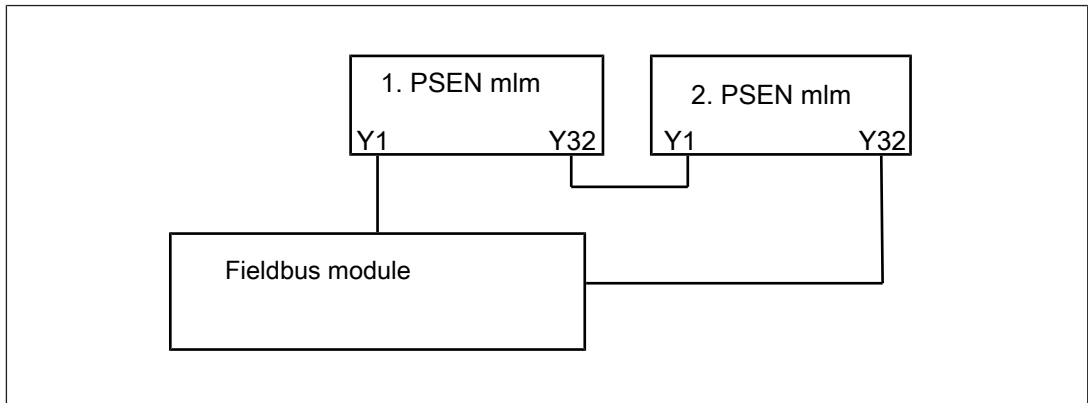 1. PSEN mlm
Y1 Y32
2. PSEN mlm
Y1 Y32
Fieldbus module